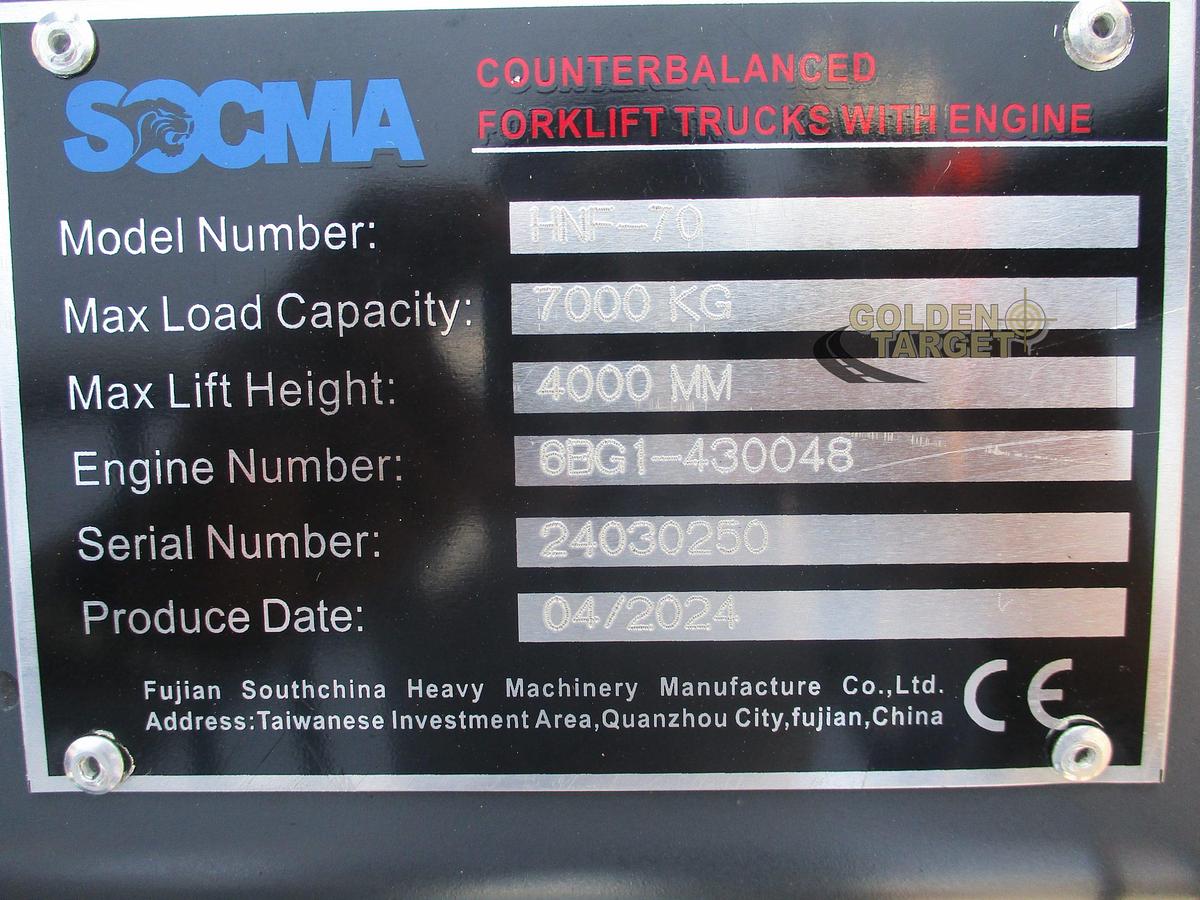 SOCMA
COUNTERBALANCED
FORKLIFT TRUCKS WITH ENGINE
Model Number: HNF-70
Max Load Capacity: 7000 KG
GOLDEN
TARGET
Max Lift Height: 4000 MM
Engine Number: 6BG1-430048
Serial Number: 24030250
Produce Date: 04/2024
Fujian Southchina Heavy Machinery Manufacture Co.,Ltd.
Address:Taiwanese Investment Area,Quanzhou City,fujian,China
CE